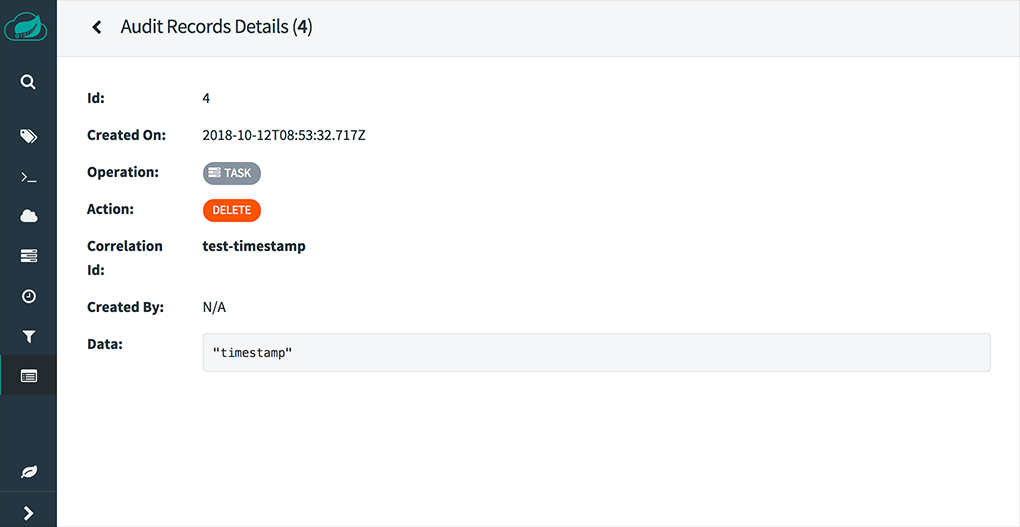 Audit Records Details (4)
Id: 4
Created On: 2018-10-12T08:53:32.717Z
Operation: TASK
Action: DELETE
Correlation Id: test-timestamp
Created By: N/A
Data: "timestamp"